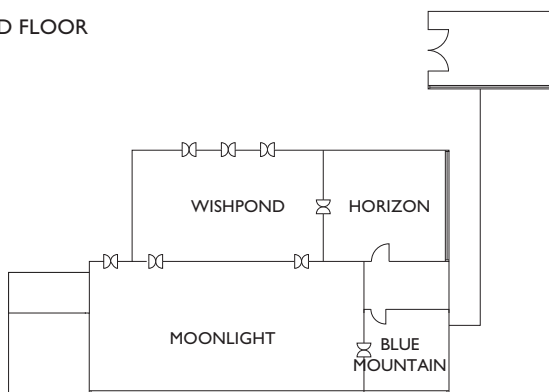 D FLOOR
WISHPOND
HORIZON
MOONLIGHT
BLUE
MOUNTAIN